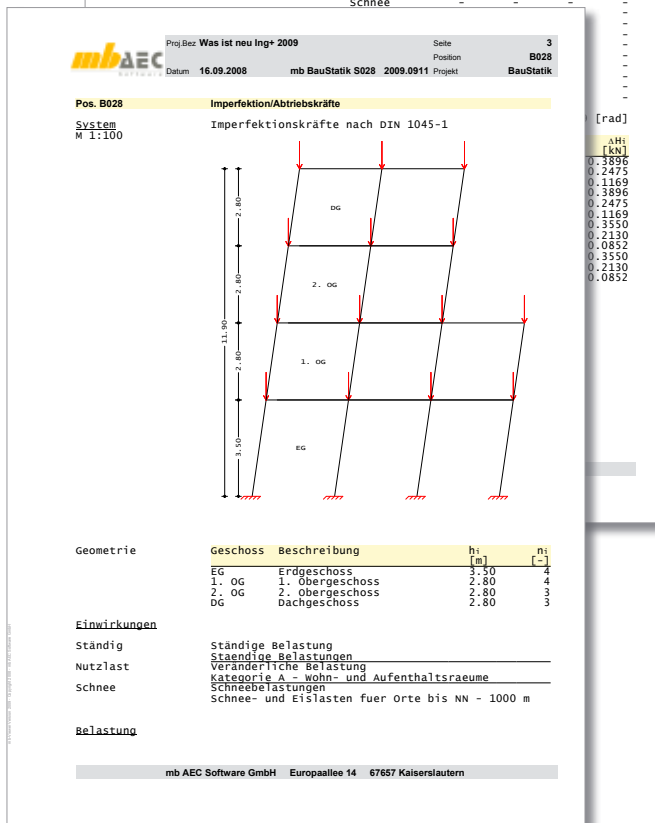 Schnee - - - -
mb AEC
Software
Proj.Bez Was ist neu Ing+ 2009 Seite 3
Position B028
Datum 16.09.2008 mb BauStatik S028 2009.0911 Projekt BauStatik
Pos. B028 Imperfektion/Abtriebskräfte
System Imperfektionskräfte nach DIN 1045-1
M 1:100
DG
2. OG
1. OG
EG
2.80
2.80
2.80
3.50
11.90
Geometrie Geschoss Beschreibung hi ni
[m] [-]
EG Erdgeschoss 3.50 4
1. OG 1. Obergeschoss 2.80 4
2. OG 2. Obergeschoss 2.80 3
DG Dachgeschoss 2.80 3
Einwirkungen
Ständig Ständige Belastung
Staendige Belastungen
Nutzlast Veränderliche Belastung
Kategorie A - Wohn- und Aufenthaltsraeume
Schnee Schneebelastungen
Schnee- und Eislasten fuer Orte bis NN - 1000 m
Belastung
mb AEC Software GmbH Europaallee 14 67657 Kaiserslautern
-
-
-
-
-
-
-
-
[rad]
ΔHi
[kN]
0.3896
0.2475
0.1169
0.3896
0.2475
0.1169
0.3550
0.2130
0.0852
0.3550
0.2130
0.0852